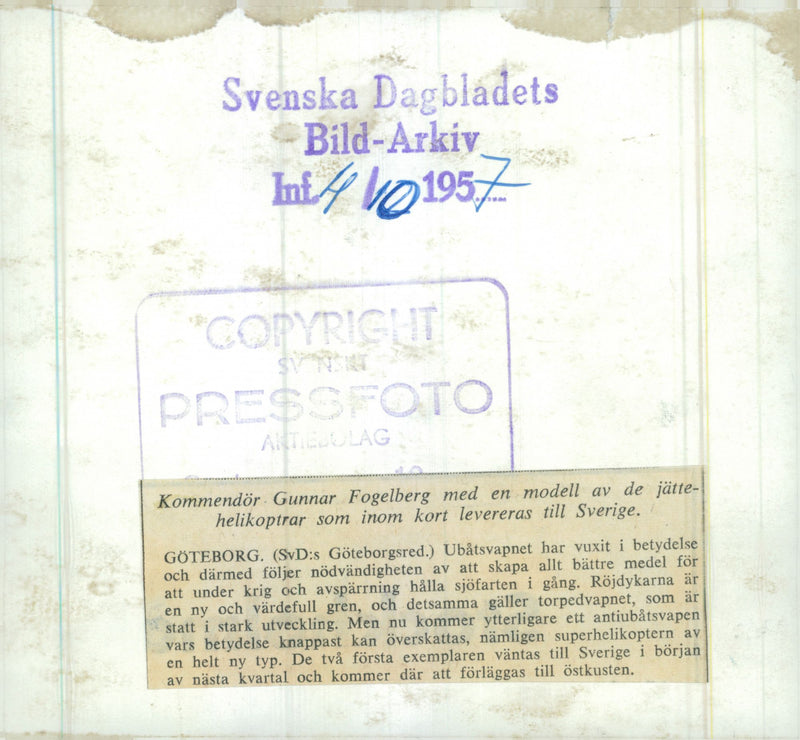 Svenska Dagbladets
Bild-Arkiv
Inf. 4/10 1957
COPYRIGHT
SVENSKT
PRESSFOTO
AKTIEBOLAG
Kommendör Gunnar Fogelberg med en modell av de jätte-
helikoptrar som inom kort levereras till Sverige.
GÖTEBORG. (SvD:s Göteborgsred.) Ubåtsvapnet har vuxit i betydelse
och därmed följer nödvändigheten av att skapa allt bättre medel för
att under krig och avspärrning hålla sjöfarten i gång. Röjdykarna är
en ny och värdefull gren, och detsamma gäller torpedvapnet, som är
statt i stark utveckling. Men nu kommer ytterligare ett antiubåtsvapen
vars betydelse knappast kan överskattas, nämligen superhelikoptern av
en helt ny typ. De två första exemplaren väntas till Sverige i början
av nästa kvartal och kommer där att förläggas till östkusten.